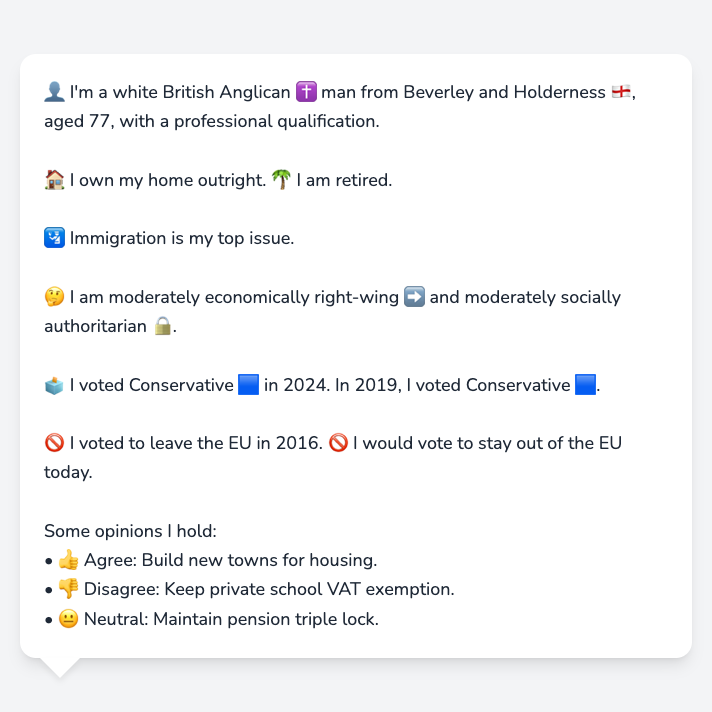 👤 I'm a white British Anglican ✝️ man from Beverley and Holderness 🏴󠁧󠁢󠁥󠁮󠁧󠁿,
aged 77, with a professional qualification.
🏠 I own my home outright. 🌴 I am retired.
🛂 Immigration is my top issue.
🤔 I am moderately economically right-wing ➡️ and moderately socially
authoritarian 🔒.
🗳️ I voted Conservative 🟦 in 2024. In 2019, I voted Conservative 🟦.
🚫 I voted to leave the EU in 2016. 🚫 I would vote to stay out of the EU
today.
Some opinions I hold:
• 👍 Agree: Build new towns for housing.
• 👎 Disagree: Keep private school VAT exemption.
• 😐 Neutral: Maintain pension triple lock.